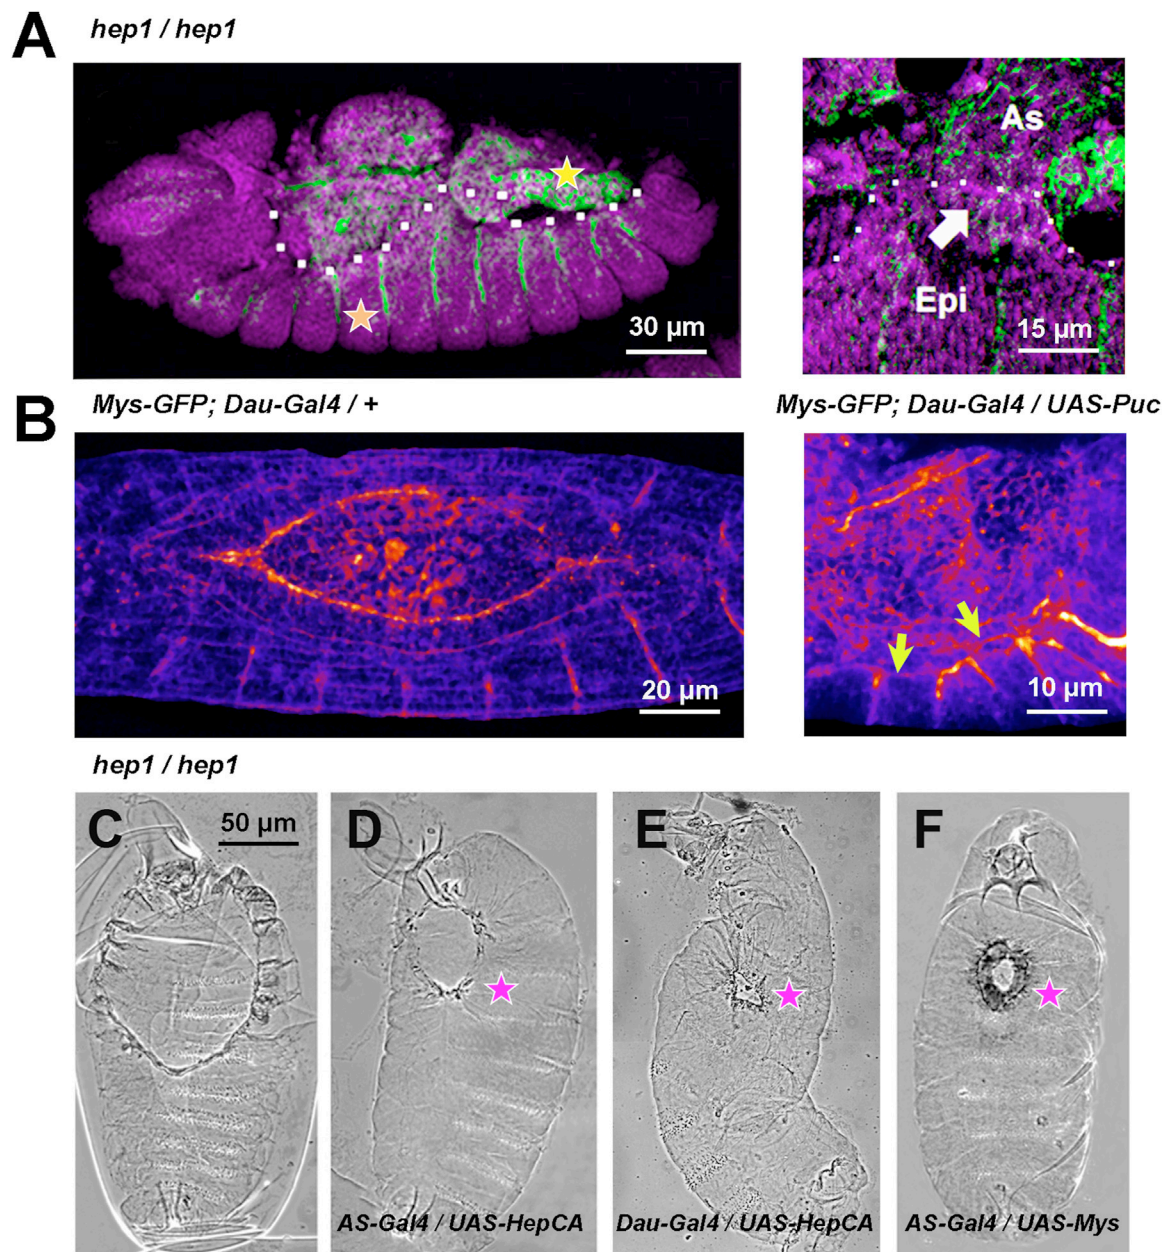 A
hep1 / hep1
As
Epi
30 µm
15 µm
B
Mys-GFP; Dau-Gal4 / +
Mys-GFP; Dau-Gal4 / UAS-Puc
20 µm
10 µm
hep1 / hep1
C
D
E
F
50 µm
AS-Gal4 / UAS-HepCA
Dau-Gal4 / UAS-HepCA
AS-Gal4 / UAS-Mys